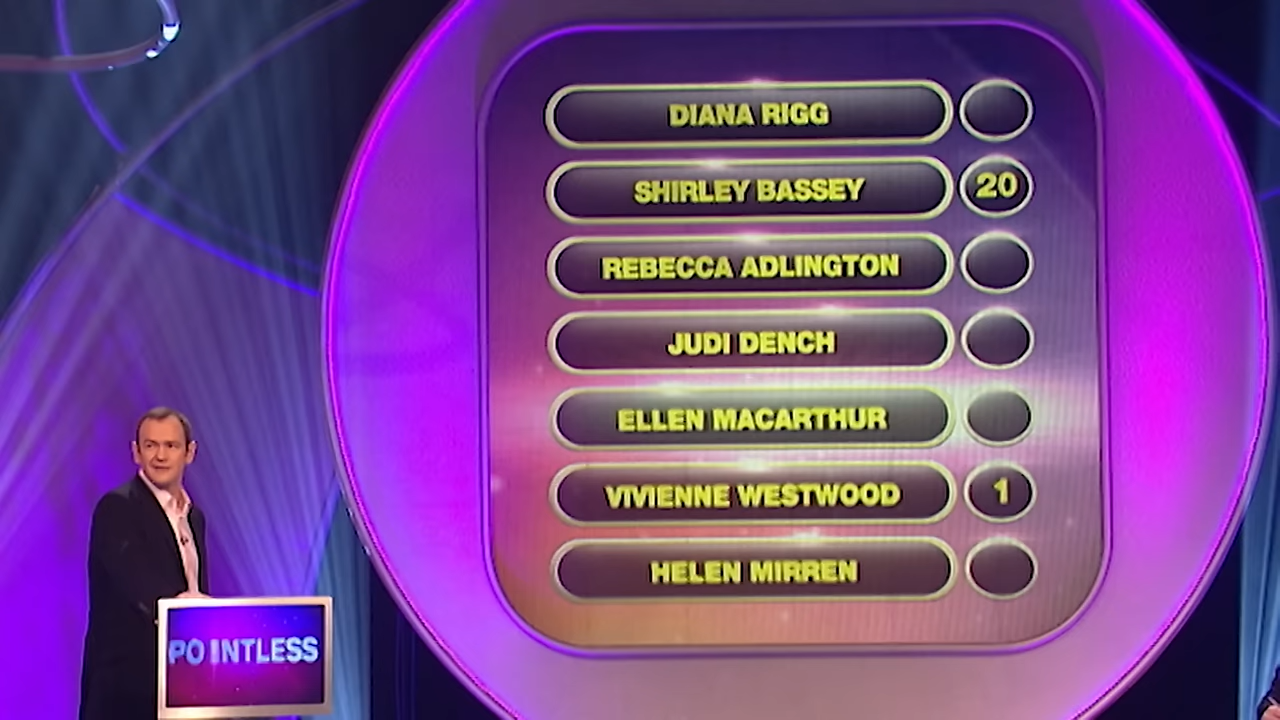 DIANA RIGG
SHIRLEY BASSEY 20
REBECCA ADLINGTON
JUDI DENCH
ELLEN MACARTHUR
VIVIENNE WESTWOOD 1
HELEN MIRREN
POINTLESS